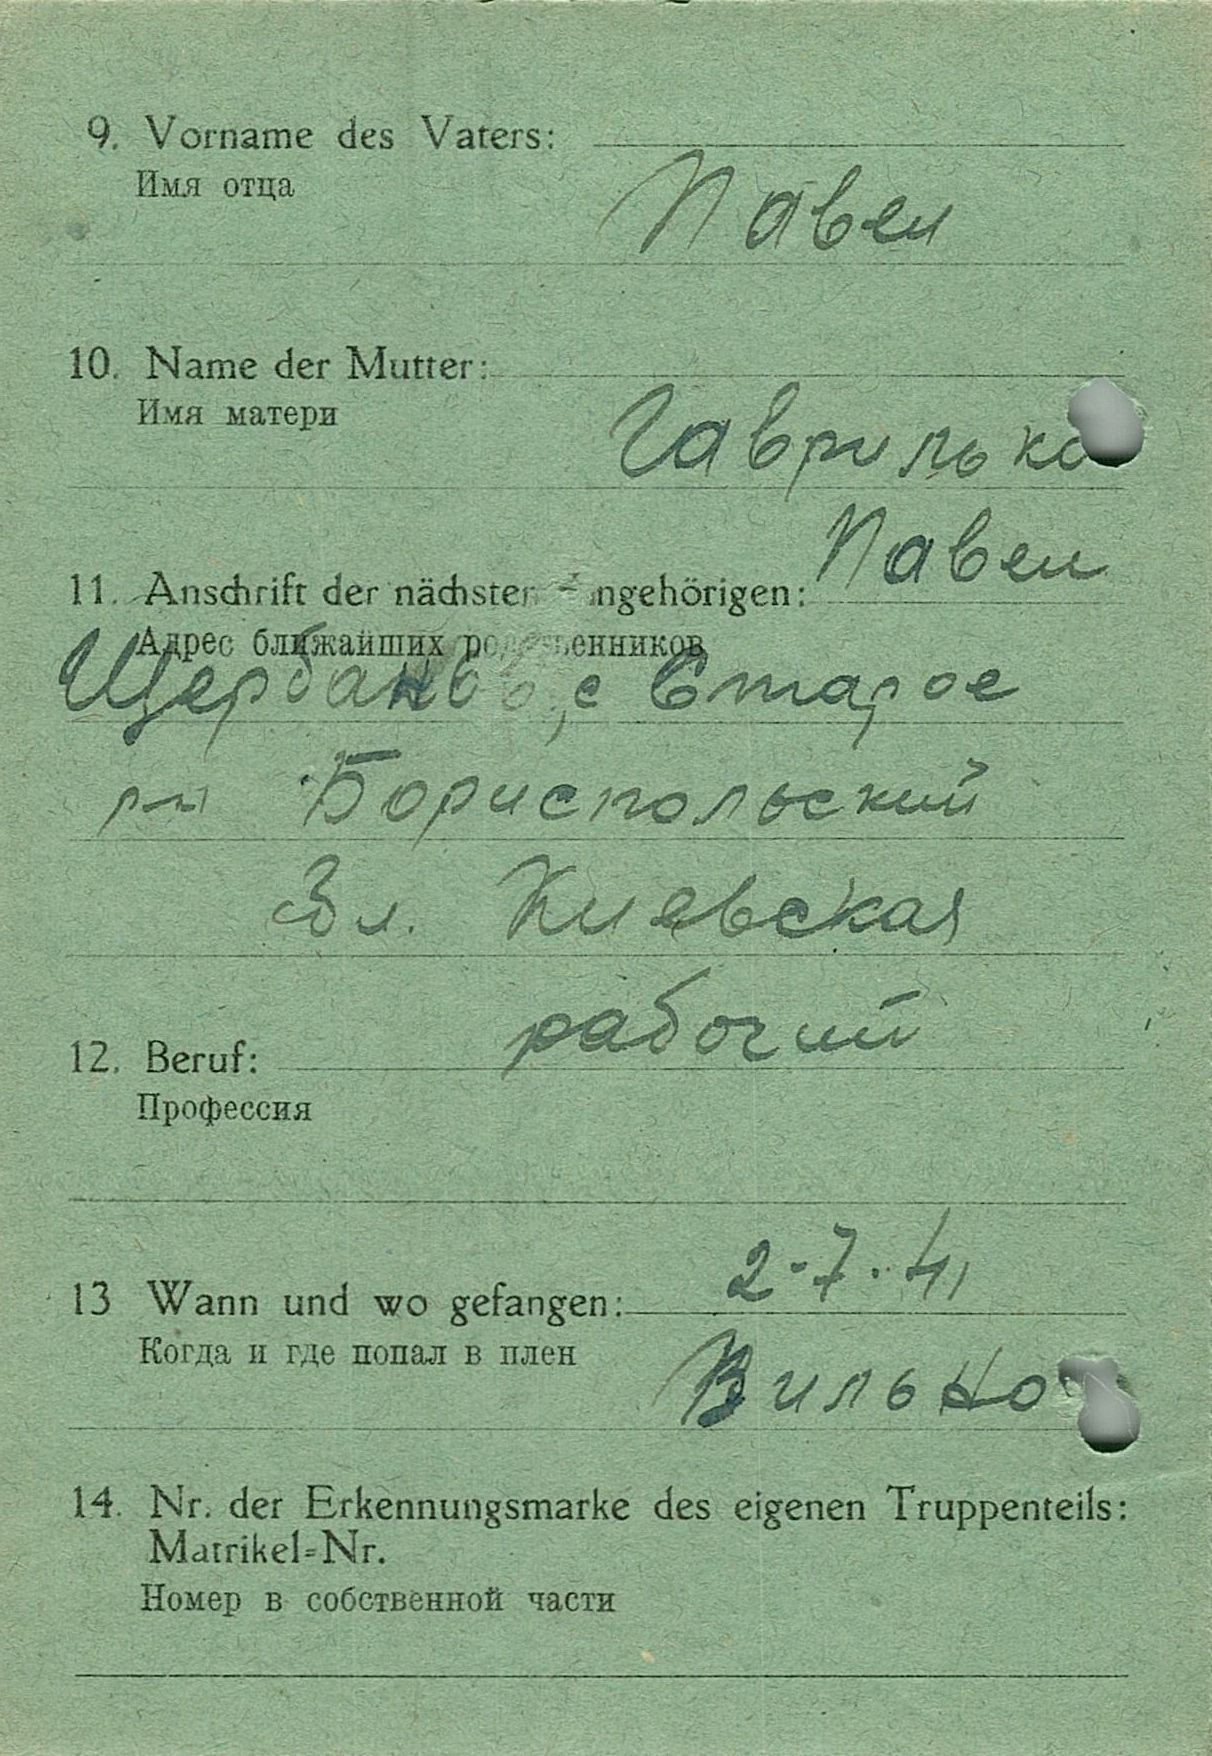 9. Vorname des Vaters:
Имя отца
Павел
10. Name der Mutter:
Имя матери
Гаврилько
Павел
11. Anschrift der nächsten Angehörigen:
Адрес ближайших родственников
с Старое
р-н Бориспольский
Киевская
рабочий
12. Beruf:
Профессия
2-7-41
13 Wann und wo gefangen:
Когда и где попал в плен
Вильно
14. Nr. der Erkennungsmarke des eigenen Truppenteils:
Matrikel=Nr.
Номер в собственной части